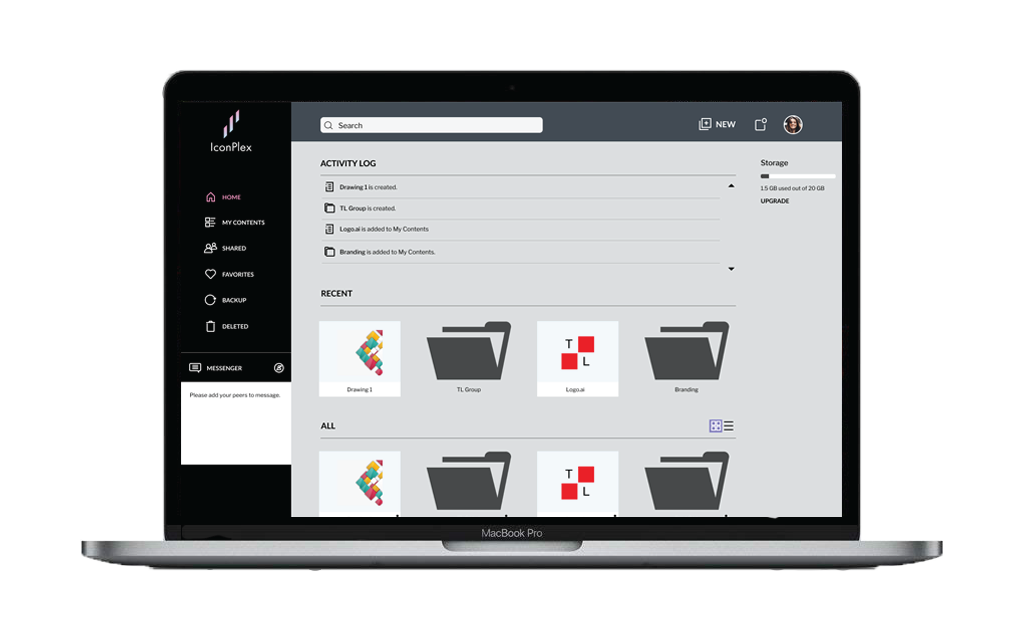 IconPlex
HOME
MY CONTENTS
SHARED
FAVORITES
BACKUP
DELETED
MESSENGER
Please add your peers to message.
Search
NEW
ACTIVITY LOG
Drawing 1 is created.
TL Group is created.
Logo.ai is added to My Contents
Branding is added to My Contents.
Storage
1.5 GB used out of 20 GB
UPGRADE
RECENT
Drawing 1
TL Group
T
L
Logo.ai
Branding
ALL
T
L
MacBook Pro